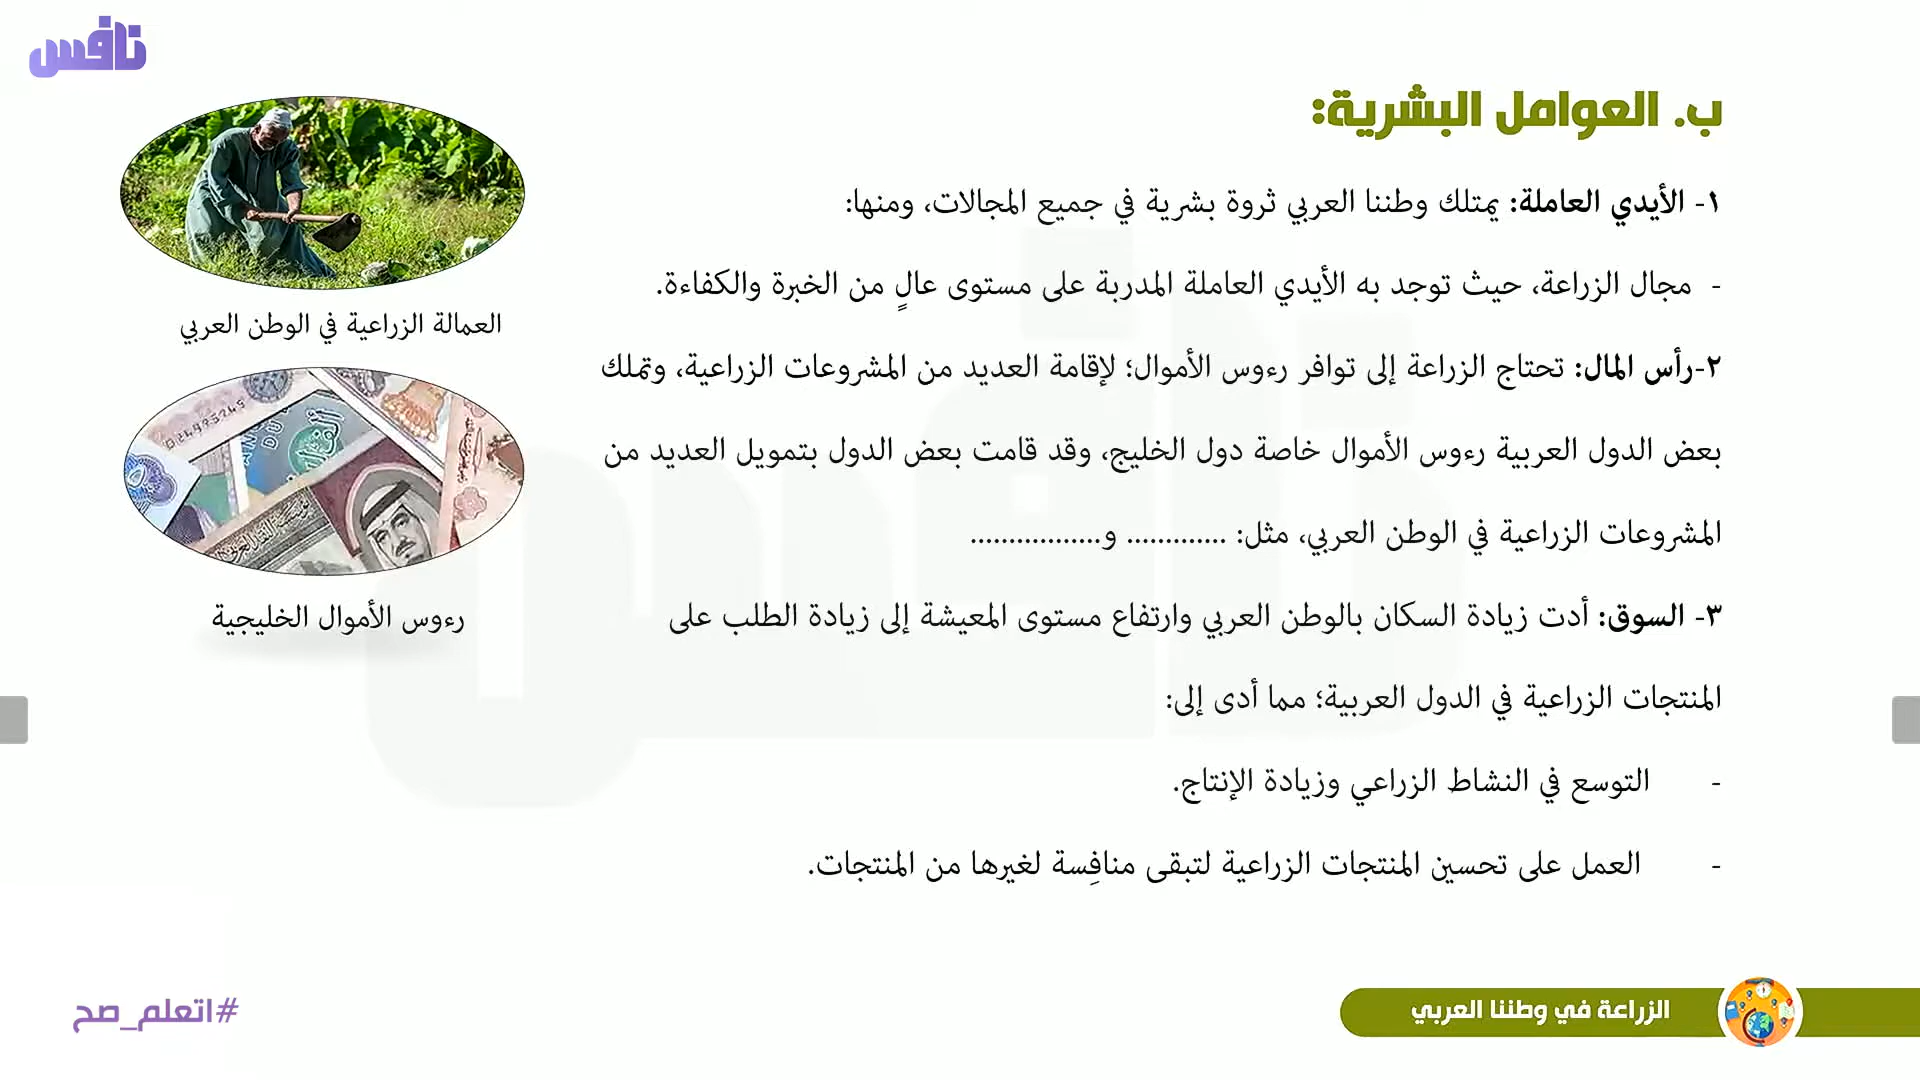 نافس
ب. العوامل البشرية:
١- الأيدي العاملة: يمتلك وطننا العربي ثروة بشرية في جميع المجالات، ومنها:
- مجال الزراعة، حيث توجد به الأيدي العاملة المدربة على مستوى عالٍ من الخبرة والكفاءة.
٢-رأس المال: تحتاج الزراعة إلى توافر رءوس الأموال؛ لإقامة العديد من المشروعات الزراعية، وتملك
بعض الدول العربية رءوس الأموال خاصة دول الخليج، وقد قامت بعض الدول بتمويل العديد من
المشروعات الزراعية في الوطن العربي، مثل: ............. و.................
٣- السوق: أدت زيادة السكان بالوطن العربي وارتفاع مستوى المعيشة إلى زيادة الطلب على
المنتجات الزراعية في الدول العربية؛ مما أدى إلى:
- التوسع في النشاط الزراعي وزيادة الإنتاج.
- العمل على تحسين المنتجات الزراعية لتبقى منافِسة لغيرها من المنتجات.
العمالة الزراعية في الوطن العربي
رءوس الأموال الخليجية
الزراعة في وطننا العربي
#اتعلم_صح